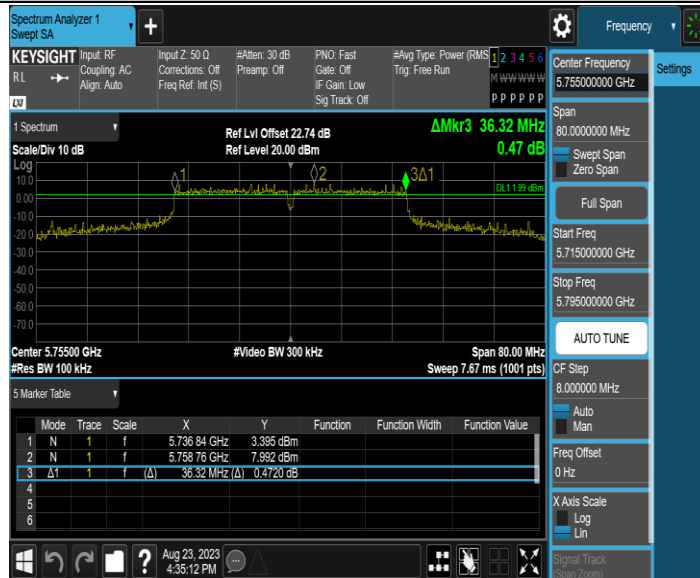 Spectrum Analyzer 1
Swept SA
Frequency
KEYSIGHT
RL
LXI
Input: RF
Coupling: AC
Align: Auto
Input Z: 50 Ω
Corrections: Off
Freq Ref: Int (S)
#Atten: 30 dB
Preamp: Off
PNO: Fast
Gate: Off
IF Gain: Low
Sig Track: Off
#Avg Type: Power (RMS
Trig: Free Run
1 2 3 4 5 6
M W W W W W
P P P P P P
1 Spectrum
Scale/Div 10 dB
Ref Lvl Offset 22.74 dB
Ref Level 20.00 dBm
ΔMkr3 36.32 MHz
0.47 dB
Log
10.0
0.00
-10.0
-20.0
-30.0
-40.0
-50.0
-60.0
-70.0
1
2
3Δ1
DL1 1.99 dBm
Center 5.75500 GHz
#Video BW 300 kHz
Span 80.00 MHz
#Res BW 100 kHz
Sweep 7.67 ms (1001 pts)
5 Marker Table
Mode Trace Scale X Y Function Function Width Function Value
1 N 1 f 5.736 84 GHz 3.395 dBm
2 N 1 f 5.758 76 GHz 7.992 dBm
3 Δ1 1 f (Δ) 36.32 MHz (Δ) 0.4720 dB
4
5
6
?
Aug 23, 2023
4:35:12 PM
Center Frequency
5.755000000 GHz
Settings
Span
80.0000000 MHz
Swept Span
Zero Span
Full Span
Start Freq
5.715000000 GHz
Stop Freq
5.795000000 GHz
AUTO TUNE
CF Step
8.000000 MHz
Auto
Man
Freq Offset
0 Hz
X Axis Scale
Log
Lin
Signal Track
(Span Zoom)